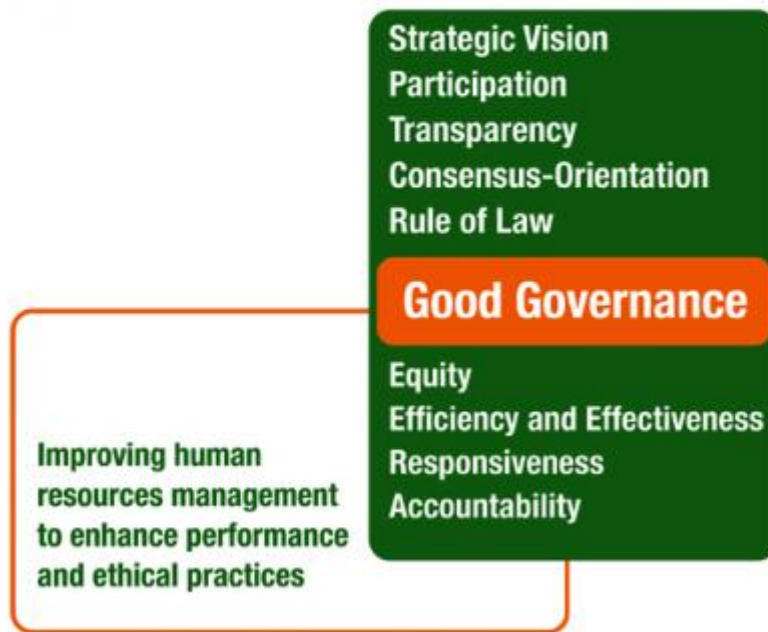 Strategic Vision
Participation
Transparency
Consensus-Orientation
Rule of Law
Good Governance
Equity
Efficiency and Effectiveness
Responsiveness
Accountability
Improving human
resources management
to enhance performance
and ethical practices